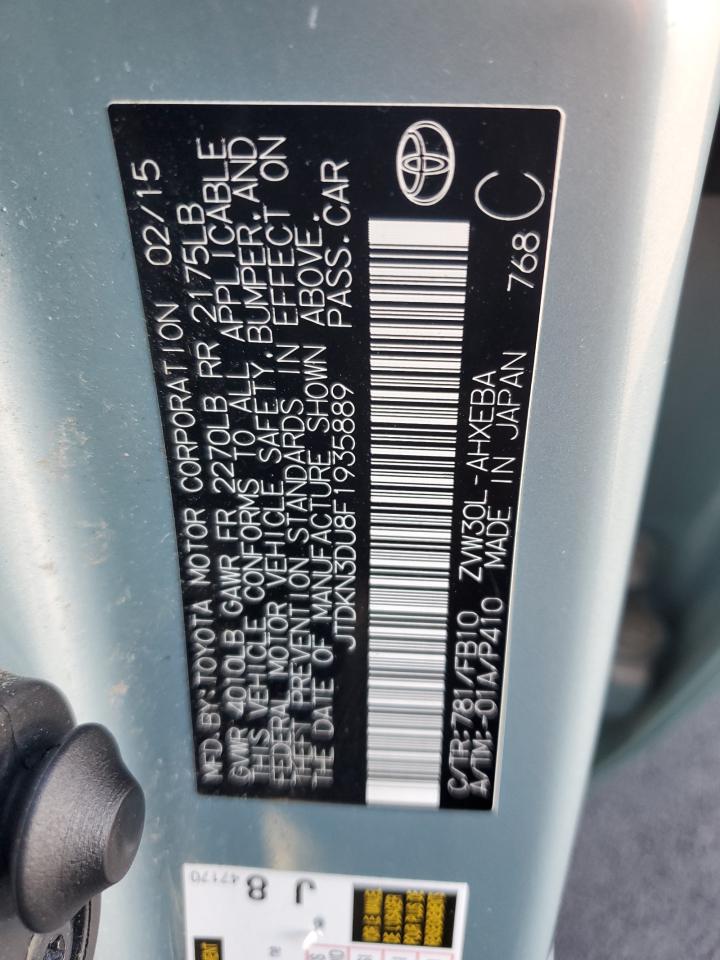 MFD.BY:TOYOTA MOTOR CORPORATION 02/15
GVWR 4010LB GAWR FR 2270LB RR 2175LB
THIS VEHICLE CONFORMS TO ALL APPLICABLE
FEDERAL MOTOR VEHICLE SAFETY,BUMPER,AND
THEFT PREVENTION STANDARDS IN EFFECT ON
THE DATE OF MANUFACTURE SHOWN ABOVE.
JTDKN3DU8F1935889 PASS.CAR
C/TR:781/FB10 ZVW30L-AHXEBA
A/TM:-01A/P410 MADE IN JAPAN 768 C
J 8
47170